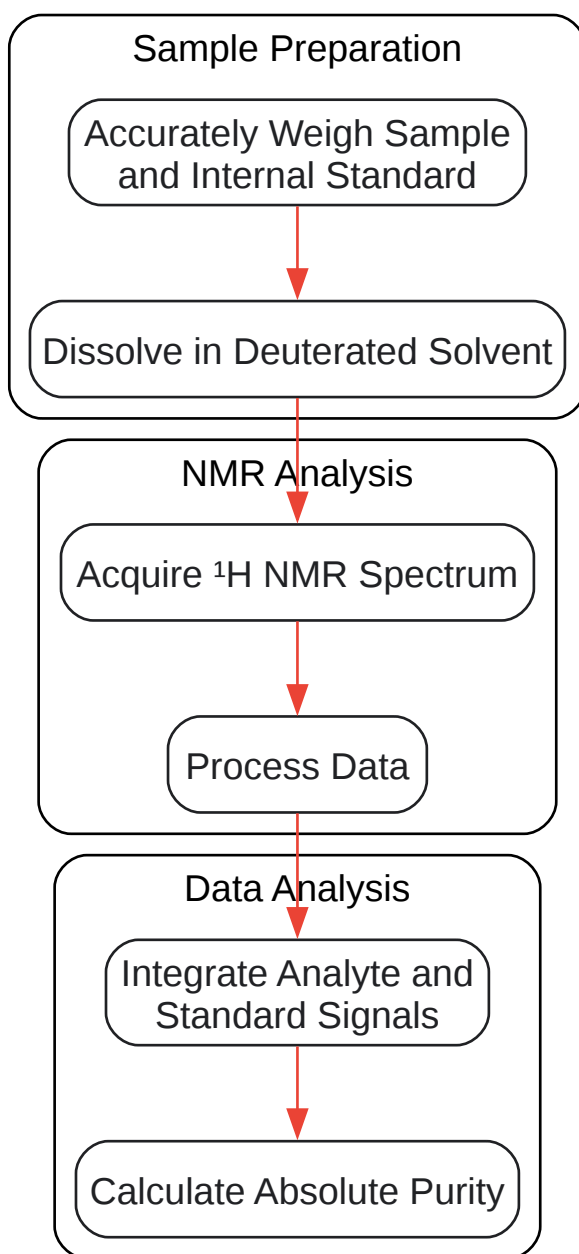 Sample Preparation
Accurately Weigh Sample
and Internal Standard
Dissolve in Deuterated Solvent
NMR Analysis
Acquire ¹H NMR Spectrum
Process Data
Data Analysis
Integrate Analyte and
Standard Signals
Calculate Absolute Purity